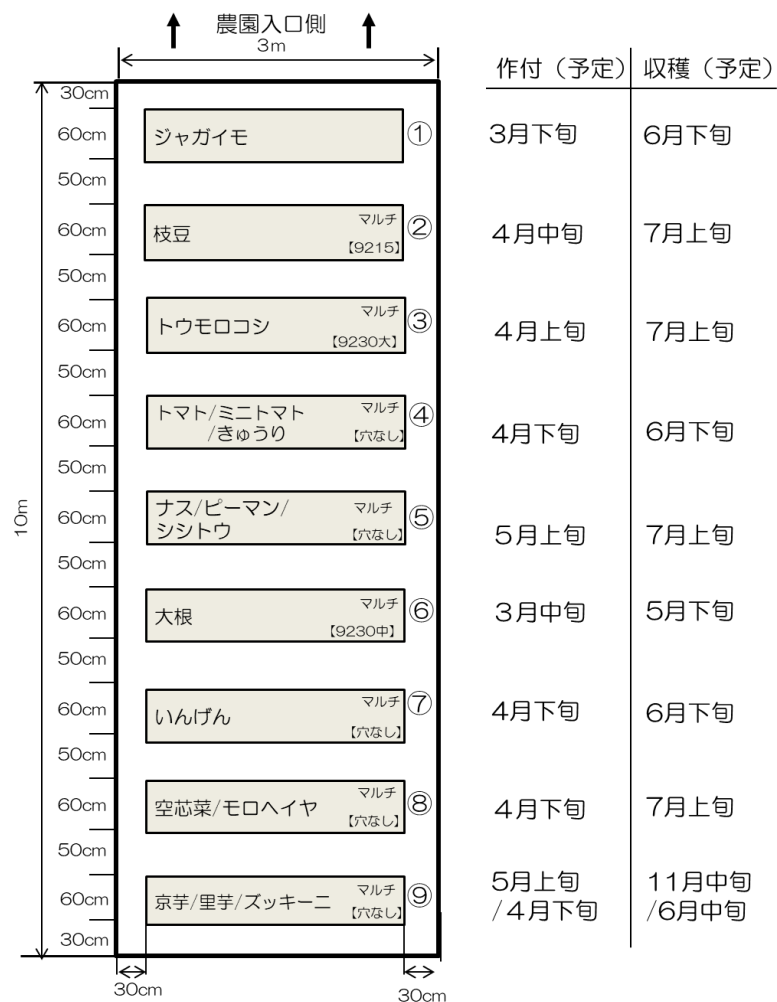 農園入口側
3m
作付（予定） 収穫（予定）
30cm
60cm ジャガイモ ① 3月下旬 6月下旬
50cm
60cm 枝豆 マルチ ② 4月中旬 7月上旬
【9215】
50cm
60cm トウモロコシ マルチ ③ 4月上旬 7月上旬
【9230大】
50cm
60cm トマト/ミニトマト マルチ ④ 4月下旬 6月下旬
/きゅうり 【穴なし】
50cm
10m
60cm ナス/ピーマン/ マルチ ⑤ 5月上旬 7月上旬
シシトウ 【穴なし】
50cm
60cm 大根 マルチ ⑥ 3月中旬 5月下旬
【9230中】
50cm
60cm いんげん マルチ ⑦ 4月下旬 6月下旬
【穴なし】
50cm
60cm 空芯菜/モロヘイヤ マルチ ⑧ 4月下旬 7月上旬
【穴なし】
50cm
60cm 京芋/里芋/ズッキーニ マルチ ⑨ 5月上旬 11月中旬
【穴なし】 /4月下旬 /6月中旬
30cm
30cm 30cm